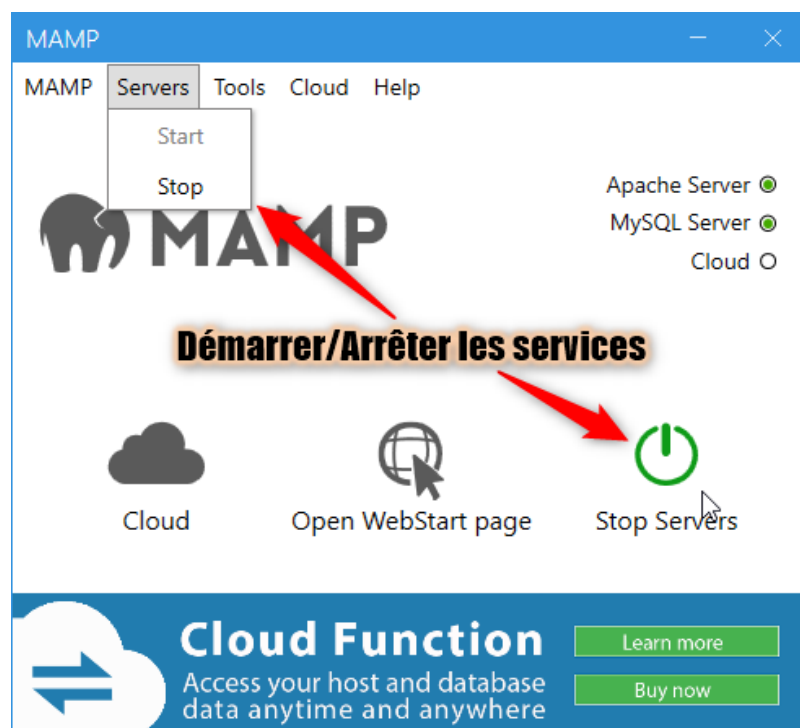 MAMP
MAMP Servers Tools Cloud Help
Start
Stop
Apache Server
MySQL Server
Cloud
MAMP
Démarrer/Arrêter les services
Cloud
Open WebStart page
Stop Servers
Cloud Function
Access your host and database
data anytime and anywhere
Learn more
Buy now